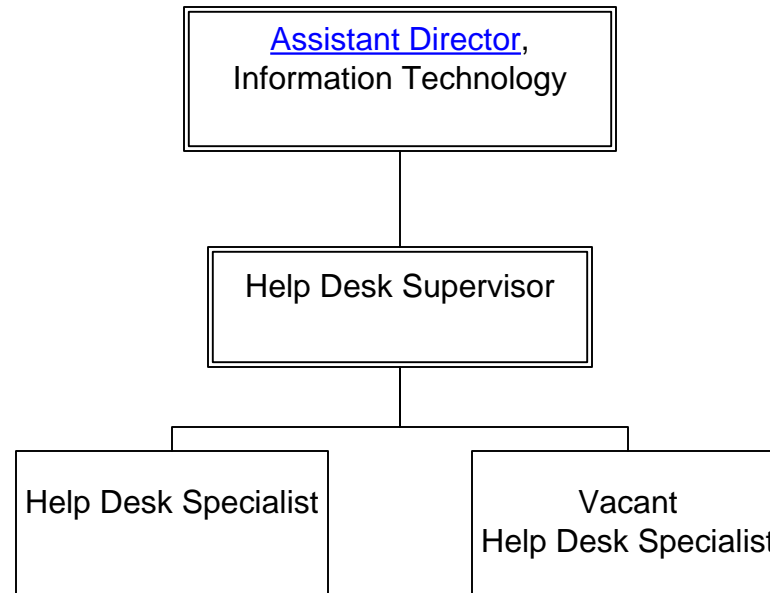 Assistant Director,
Information Technology
Help Desk Supervisor
Help Desk Specialist
Vacant
Help Desk Specialist